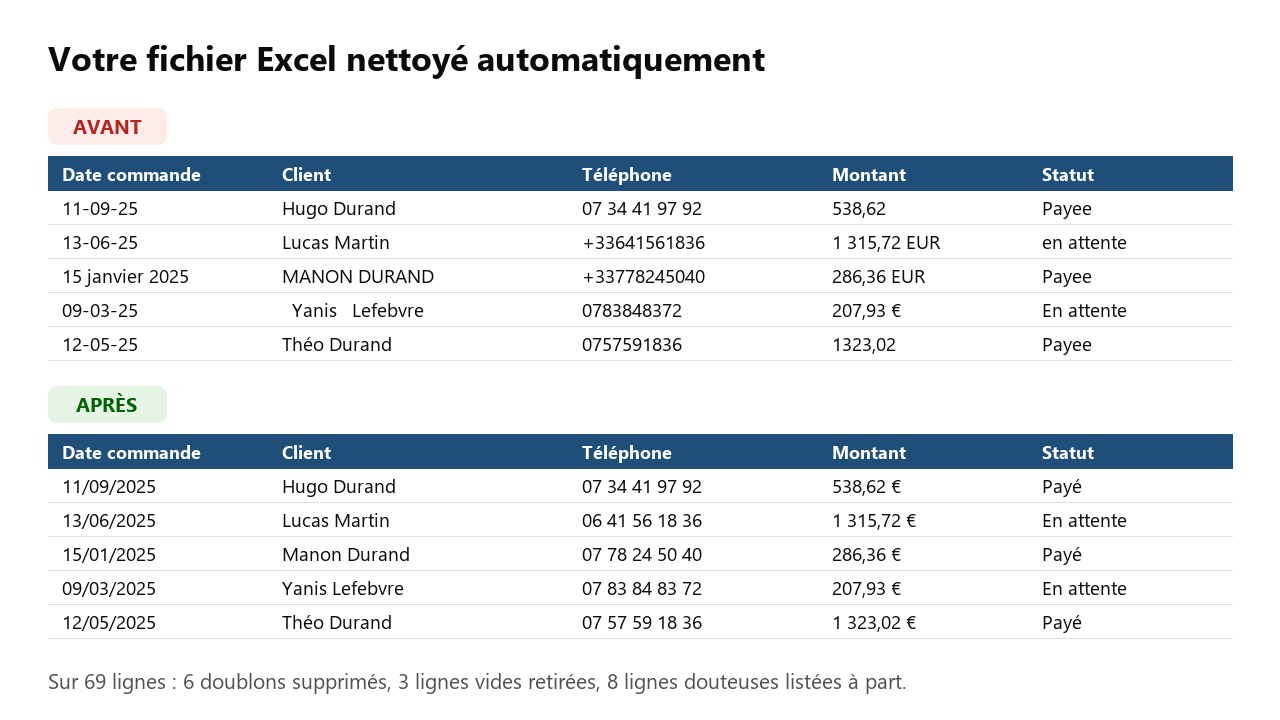 Votre fichier Excel nettoyé automatiquement
AVANT
Date commande Client Téléphone Montant Statut
11-09-25 Hugo Durand 07 34 41 97 92 538,62 Payee
13-06-25 Lucas Martin +33641561836 1 315,72 EUR en attente
15 janvier 2025 MANON DURAND +33778245040 286,36 EUR Payee
09-03-25   Yanis   Lefebvre 0783848372 207,93 € En attente
12-05-25 Théo Durand 0757591836 1323,02 Payee
APRÈS
Date commande Client Téléphone Montant Statut
11/09/2025 Hugo Durand 07 34 41 97 92 538,62 € Payé
13/06/2025 Lucas Martin 06 41 56 18 36 1 315,72 € En attente
15/01/2025 Manon Durand 07 78 24 50 40 286,36 € Payé
09/03/2025 Yanis Lefebvre 07 83 84 83 72 207,93 € En attente
12/05/2025 Théo Durand 07 57 59 18 36 1 323,02 € Payé
Sur 69 lignes : 6 doublons supprimés, 3 lignes vides retirées, 8 lignes douteuses listées à part.